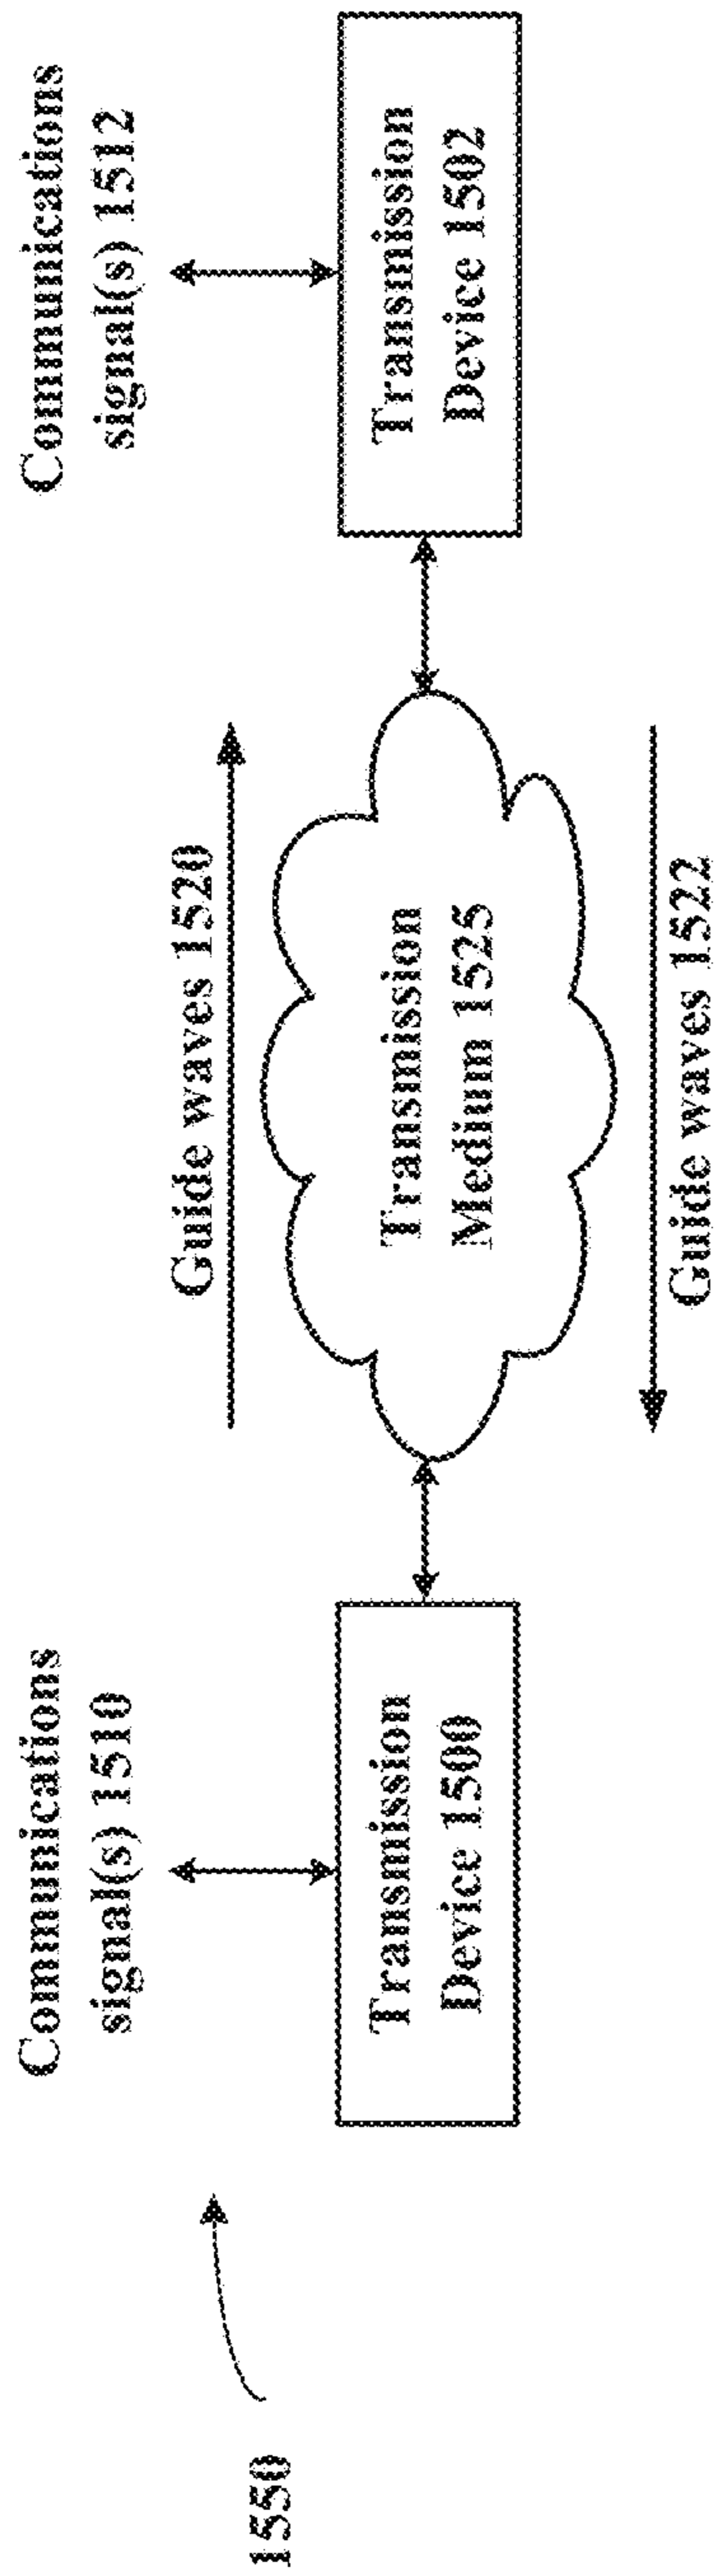 Communications
signal(s) 1510
Communications
signal(s) 1512
Guide waves 1520
Transmission
Device 1500
Transmission
Medium 1525
Transmission
Device 1502
Guide waves 1522
1550